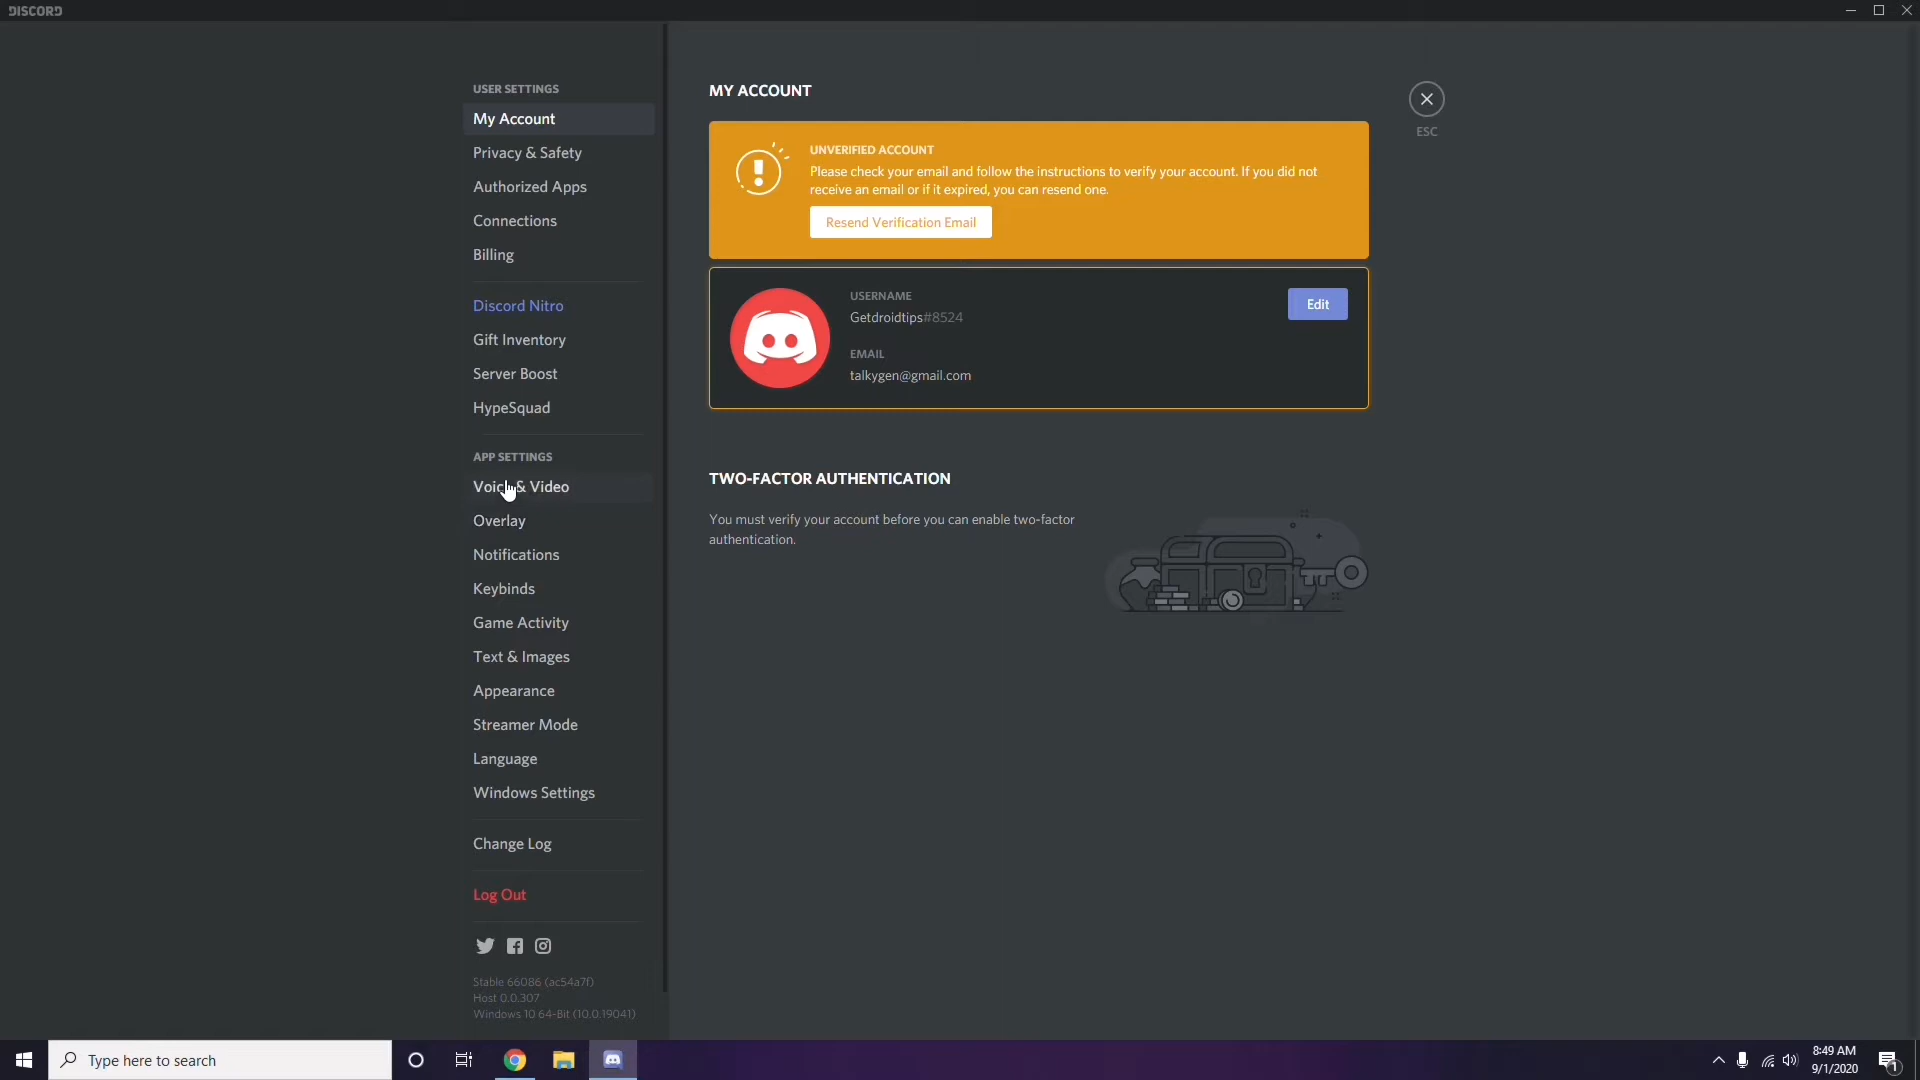 DISCORD
USER SETTINGS
My Account
Privacy & Safety
Authorized Apps
Connections
Billing
Discord Nitro
Gift Inventory
Server Boost
HypeSquad
APP SETTINGS
Voice & Video
Overlay
Notifications
Keybinds
Game Activity
Text & Images
Appearance
Streamer Mode
Language
Windows Settings
Change Log
Log Out
Stable 66086 (ac54a7f)
Host 0.0.307
Windows 10 64-Bit (10.0.19041)
MY ACCOUNT
ESC
UNVERIFIED ACCOUNT
Please check your email and follow the instructions to verify your account. If you did not
receive an email or if it expired, you can resend one.
Resend Verification Email
USERNAME
Getdroidtips#8524
Edit
EMAIL
talkygen@gmail.com
TWO-FACTOR AUTHENTICATION
You must verify your account before you can enable two-factor
authentication.
Type here to search
8:49 AM
9/1/2020
1